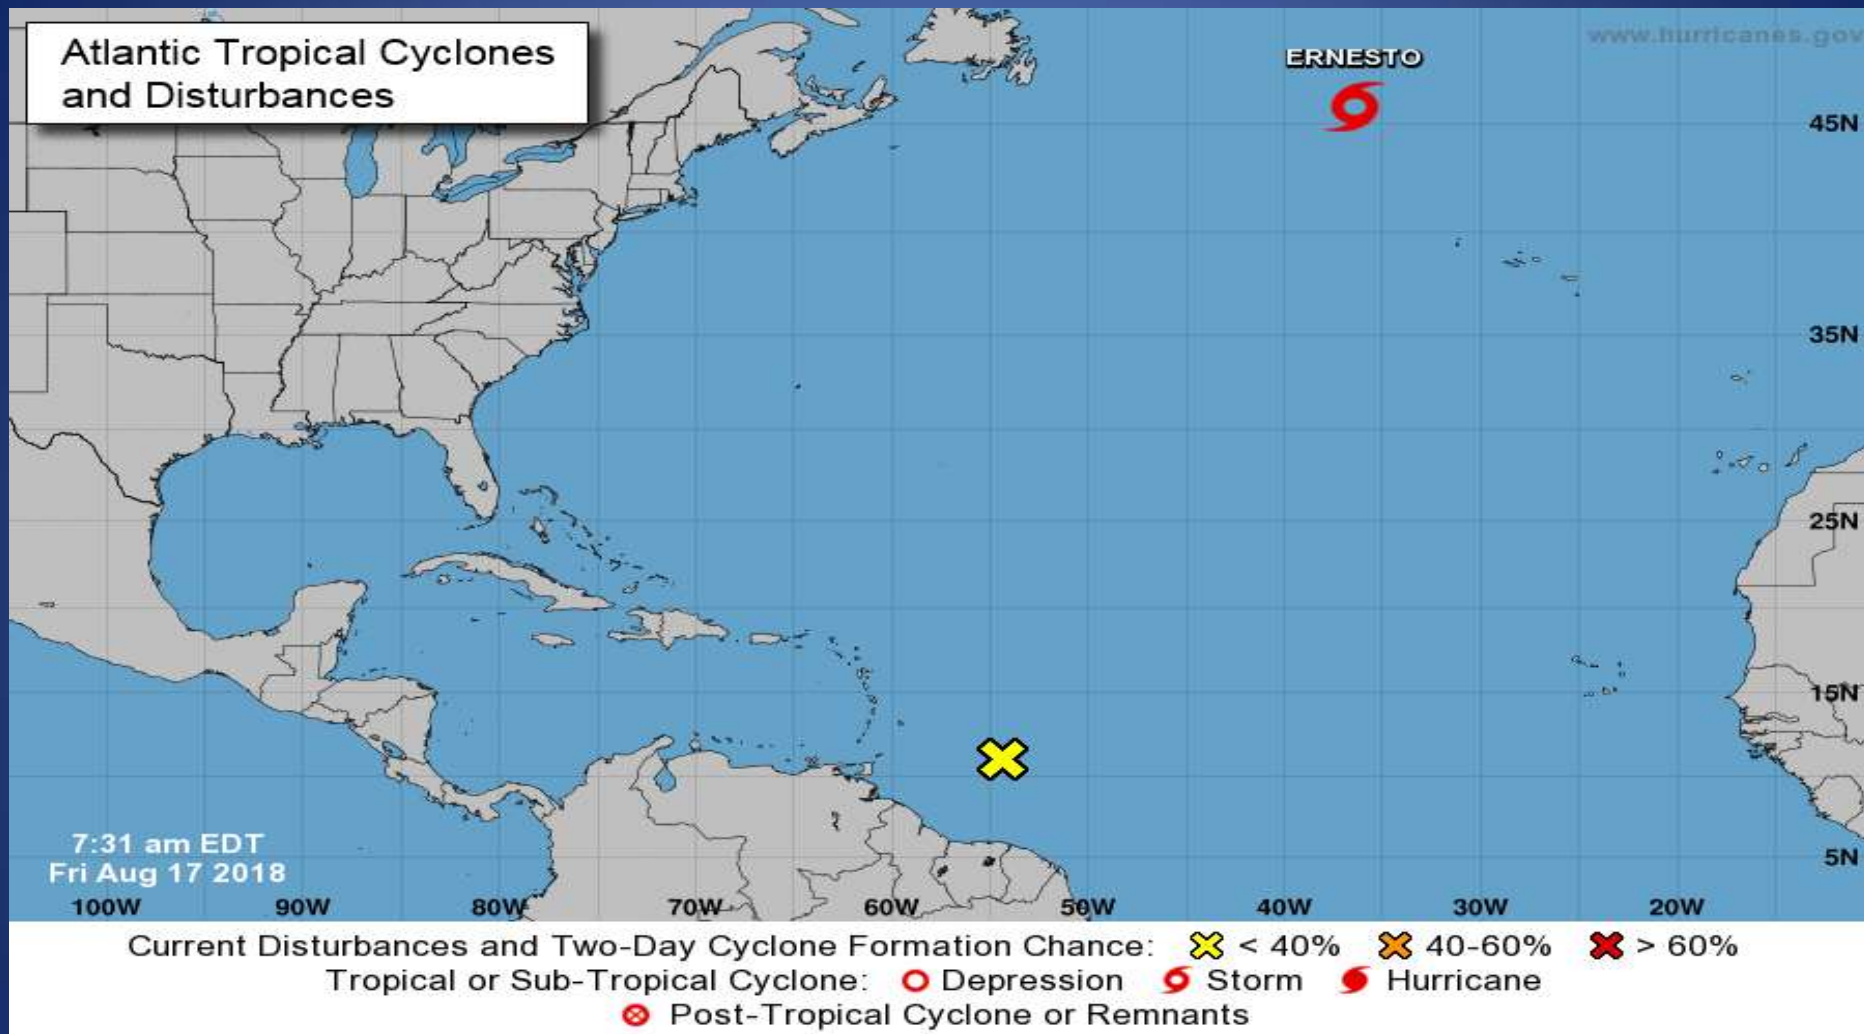 Atlantic Tropical Cyclones
and Disturbances
www.hurricanes.gov
ERNESTO
45N
35N
25N
15N
5N
7:31 am EDT
Fri Aug 17 2018
100W 90W 80W 70W 60W 50W 40W 30W 20W
Current Disturbances and Two-Day Cyclone Formation Chance: < 40% 40-60% > 60%
Tropical or Sub-Tropical Cyclone: Depression Storm Hurricane
Post-Tropical Cyclone or Remnants